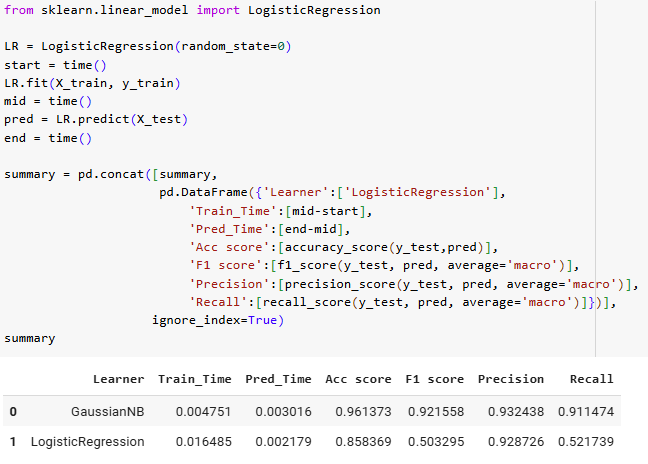 from sklearn.linear_model import LogisticRegression

LR = LogisticRegression(random_state=0)
start = time()
LR.fit(X_train, y_train)
mid = time()
pred = LR.predict(X_test)
end = time()

summary = pd.concat([summary,
                     pd.DataFrame({'Learner':['LogisticRegression'],
                         'Train_Time':[mid-start],
                         'Pred_Time':[end-mid],
                         'Acc score':[accuracy_score(y_test,pred)],
                         'F1 score':[f1_score(y_test, pred, average='macro')],
                         'Precision':[precision_score(y_test, pred, average='macro')],
                         'Recall':[recall_score(y_test, pred, average='macro')]})],
                    ignore_index=True)
summary

Learner Train_Time Pred_Time Acc score F1 score Precision Recall
0 GaussianNB 0.004751 0.003016 0.961373 0.921558 0.932438 0.911474
1 LogisticRegression 0.016485 0.002179 0.858369 0.503295 0.928726 0.521739